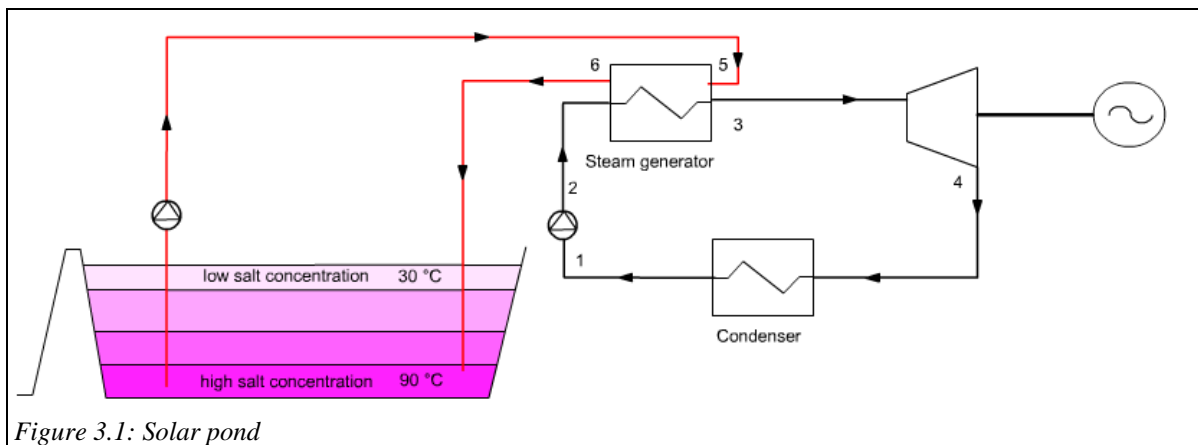 6
5
Steam generator
3
4
2
1
low salt concentration 30 °C
high salt concentration 90 °C
Condenser
Figure 3.1: Solar pond